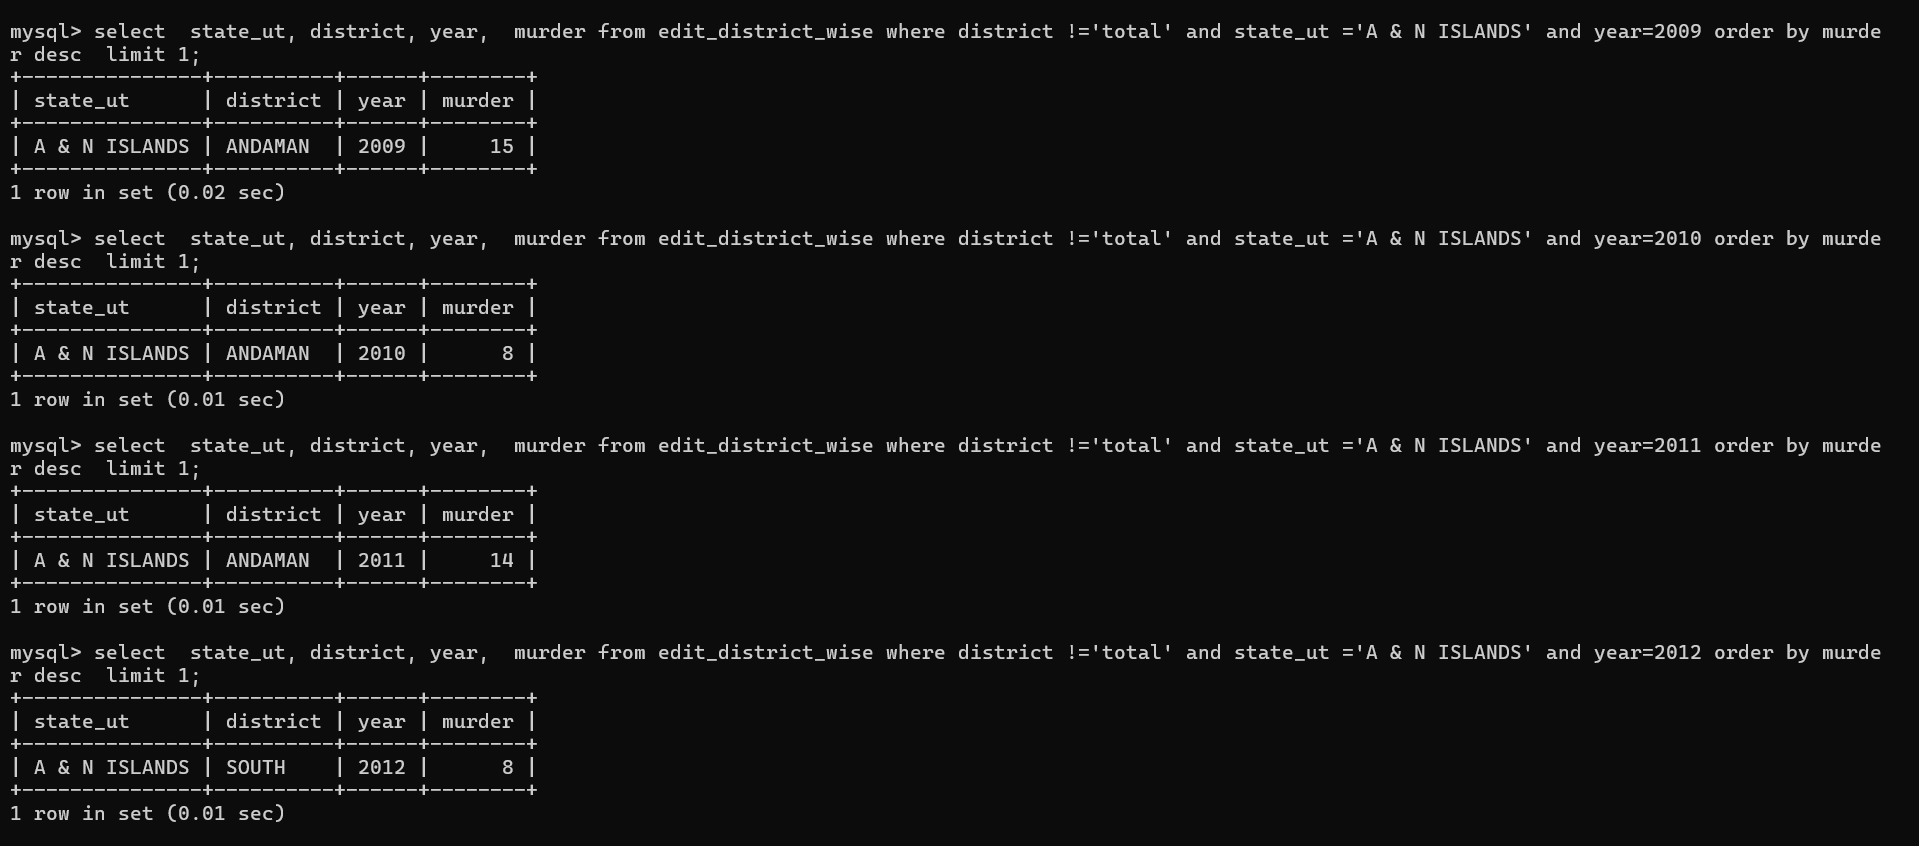 mysql> select  state_ut, district, year,  murder from edit_district_wise where district !='total' and state_ut ='A & N ISLANDS' and year=2009 order by murde
r desc  limit 1;
+---------------+----------+------+--------+
| state_ut      | district | year | murder |
+---------------+----------+------+--------+
| A & N ISLANDS | ANDAMAN  | 2009 |     15 |
+---------------+----------+------+--------+
1 row in set (0.02 sec)

mysql> select  state_ut, district, year,  murder from edit_district_wise where district !='total' and state_ut ='A & N ISLANDS' and year=2010 order by murde
r desc  limit 1;
+---------------+----------+------+--------+
| state_ut      | district | year | murder |
+---------------+----------+------+--------+
| A & N ISLANDS | ANDAMAN  | 2010 |      8 |
+---------------+----------+------+--------+
1 row in set (0.01 sec)

mysql> select  state_ut, district, year,  murder from edit_district_wise where district !='total' and state_ut ='A & N ISLANDS' and year=2011 order by murde
r desc  limit 1;
+---------------+----------+------+--------+
| state_ut      | district | year | murder |
+---------------+----------+------+--------+
| A & N ISLANDS | ANDAMAN  | 2011 |     14 |
+---------------+----------+------+--------+
1 row in set (0.01 sec)

mysql> select  state_ut, district, year,  murder from edit_district_wise where district !='total' and state_ut ='A & N ISLANDS' and year=2012 order by murde
r desc  limit 1;
+---------------+----------+------+--------+
| state_ut      | district | year | murder |
+---------------+----------+------+--------+
| A & N ISLANDS | SOUTH    | 2012 |      8 |
+---------------+----------+------+--------+
1 row in set (0.01 sec)